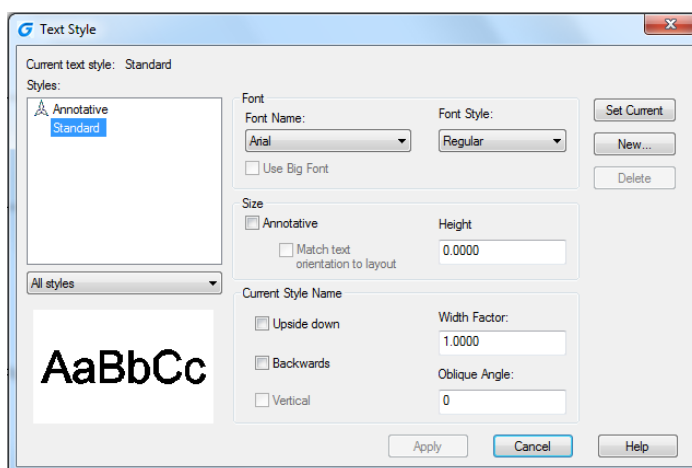 Text Style
Current text style: Standard
Styles:
Annotative
Standard
All styles
AaBbCc
Font
Font Name:
Arial
Font Style:
Regular
Use Big Font
Size
Annotative
Match text
orientation to layout
Height
0.0000
Current Style Name
Upside down
Backwards
Vertical
Width Factor:
1.0000
Oblique Angle:
0
Set Current
New...
Delete
Apply
Cancel
Help